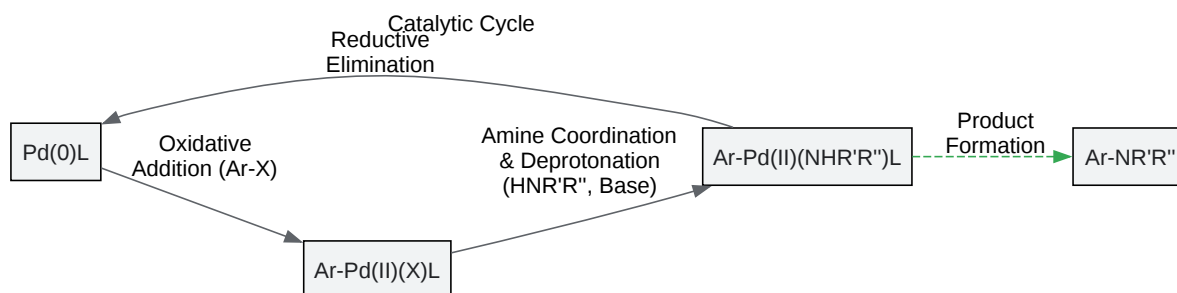 Catalytic Cycle
Reductive
Elimination
Pd(0)L
Oxidative
Addition (Ar-X)
Amine Coordination
& Deprotonation
(HNR'R'', Base)
Ar-Pd(II)(NHR'R'')L
Product
Formation
Ar-NR'R''
Ar-Pd(II)(X)L